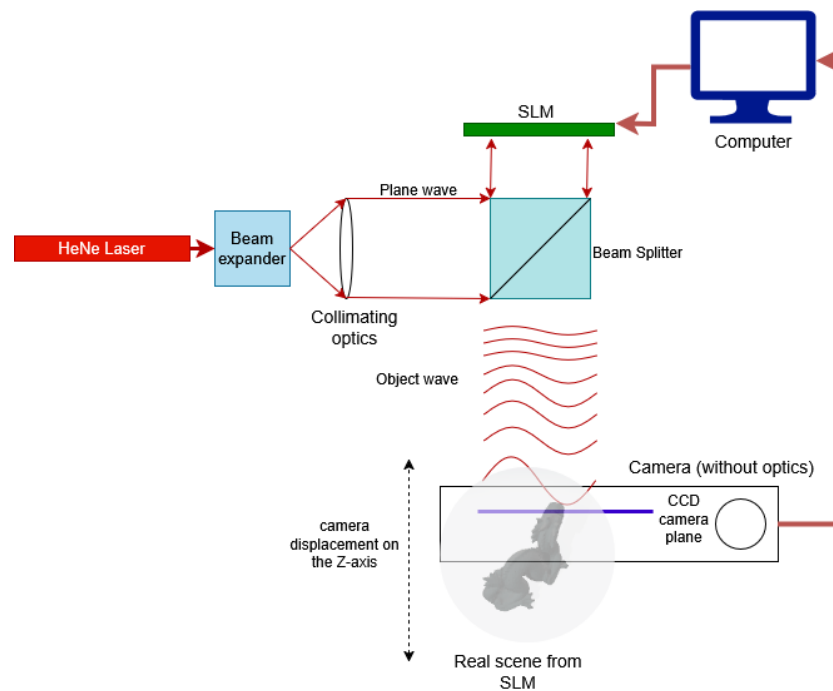 SLM
Computer
Plane wave
HeNe Laser
Beam
expander
Beam Splitter
Collimating
optics
Object wave
Camera (without optics)
CCD
camera
plane
camera
displacement on
the Z-axis
Real scene from
SLM